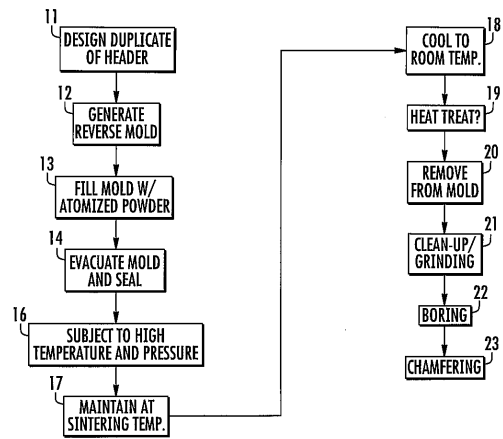 11
DESIGN DUPLICATE
OF HEADER
12
GENERATE
REVERSE MOLD
13
FILL MOLD W/
ATOMIZED POWDER
14
EVACUATE MOLD
AND SEAL
16
SUBJECT TO HIGH
TEMPERATURE AND PRESSURE
17
MAINTAIN AT
SINTERING TEMP.
18
COOL TO
ROOM TEMP.
19
HEAT TREAT?
20
REMOVE
FROM MOLD
21
CLEAN-UP/
GRINDING
22
BORING
23
CHAMFERING